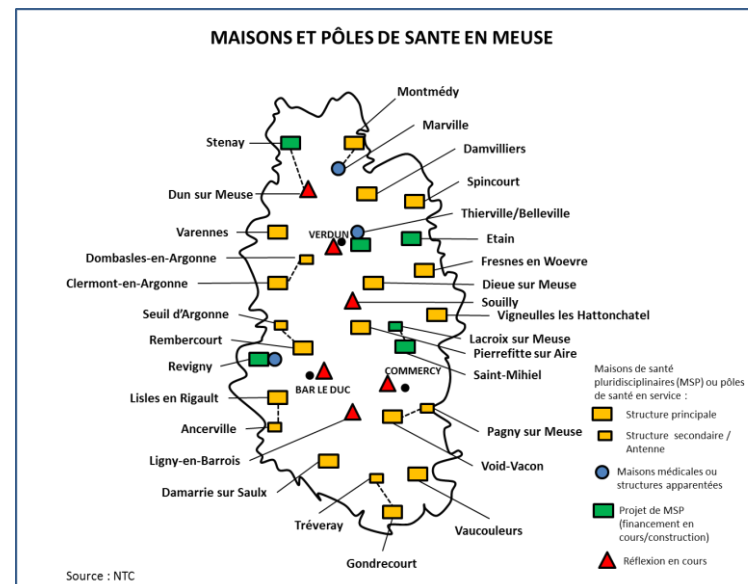 MAISONS ET PÔLES DE SANTE EN MEUSE
Montmédy
Stenay
Marville
Damvilliers
Dun sur Meuse
Spincourt
Thierville/Belleville
Varennes
VERDUN
Etain
Dombasles-en-Argonne
Fresnes en Woevre
Clermont-en-Argonne
Dieue sur Meuse
Souilly
Seuil d'Argonne
Vigneulles les Hattonchatel
Rembercourt
Lacroix sur Meuse
Pierrefitte sur Aire
Revigny
Saint-Mihiel
COMMERCY
BAR LE DUC
Lisles en Rigault
Ancerville
Pagny sur Meuse
Ligny-en-Barrois
Void-Vacon
Damarrie sur Saulx
Tréveray
Vaucouleurs
Gondrecourt
Maisons de santé
pluridisciplinaires (MSP) ou pôles
de santé en service :
Structure principale
Structure secondaire /
Antenne
Maisons médicales ou
structures apparentées
Projet de MSP
(financement en
cours/construction)
Réflexion en cours
Source : NTC